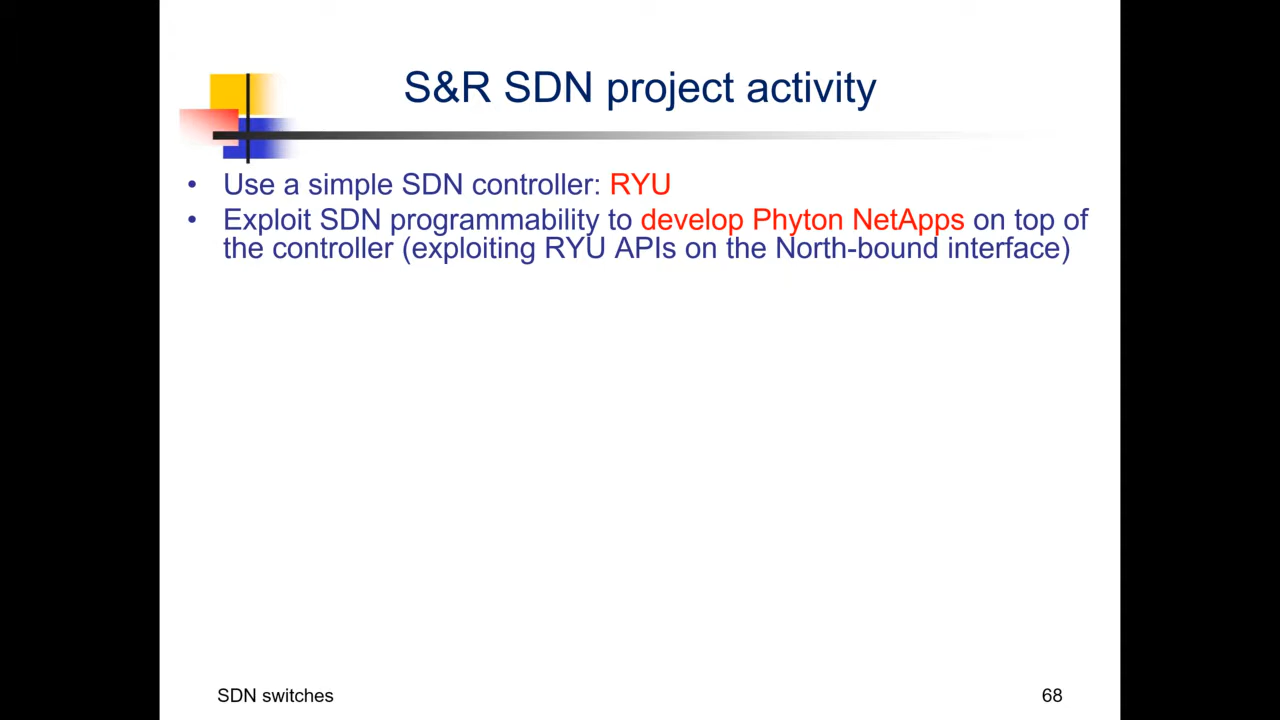 S&R SDN project activity
• Use a simple SDN controller: RYU
• Exploit SDN programmability to develop Phyton NetApps on top of
the controller (exploiting RYU APIs on the North-bound interface)
SDN switches
68